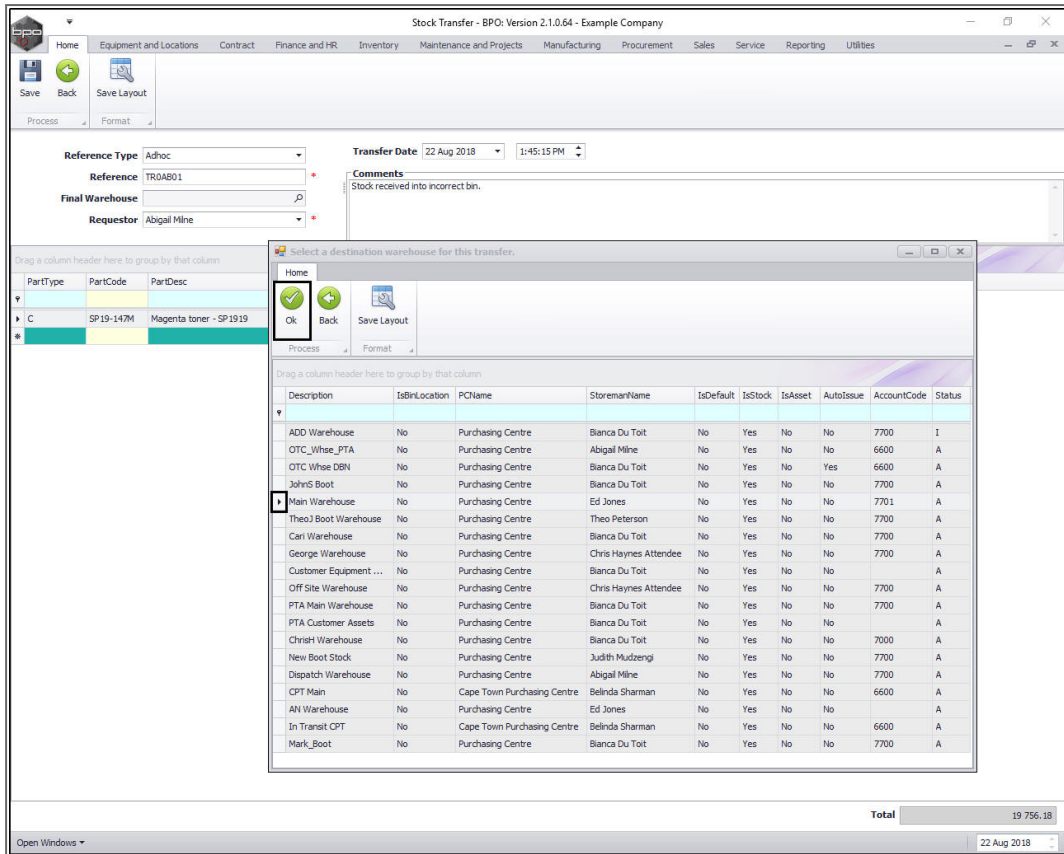 Stock Transfer - BPO: Version 2.1.0.64 - Example Company
bpo
Home Equipment and Locations Contract Finance and HR Inventory Maintenance and Projects Manufacturing Procurement Sales Service Reporting Utilities
Save Back Save Layout
Process Format
Reference Type Adhoc Transfer Date 22 Aug 2018 1:45:15 PM
Reference TR0AB01 * Comments
Stock received into incorrect bin.
Final Warehouse
Requestor Abigail Milne *
Drag a column header here to group by that column
PartType PartCode PartDesc
C SP19-147M Magenta toner - SP1919
Select a destination warehouse for this transfer.
Home
Ok Back Save Layout
Process Format
Drag a column header here to group by that column
Description IsBinLocation PCName StoremanName IsDefault IsStock IsAsset AutoIssue AccountCode Status
ADD Warehouse No Purchasing Centre Bianca Du Toit No Yes No No 7700 I
OTC_Whse_PTA No Purchasing Centre Abigail Milne No Yes No No 6600 A
OTC Whse DBN No Purchasing Centre Bianca Du Toit No Yes No Yes 6600 A
JohnS Boot No Purchasing Centre Bianca Du Toit No Yes No No 7700 A
Main Warehouse No Purchasing Centre Ed Jones No Yes No No 7701 A
TheoJ Boot Warehouse No Purchasing Centre Theo Peterson No Yes No No 7700 A
Cari Warehouse No Purchasing Centre Bianca Du Toit No Yes No No 7700 A
George Warehouse No Purchasing Centre Chris Haynes Attendee No Yes No No 7700 A
Customer Equipment ... No Purchasing Centre Bianca Du Toit No Yes No No A
Off Site Warehouse No Purchasing Centre Chris Haynes Attendee No Yes No No 7700 A
PTA Main Warehouse No Purchasing Centre Bianca Du Toit No Yes No No 7700 A
PTA Customer Assets No Purchasing Centre Bianca Du Toit No Yes No No A
ChrisH Warehouse No Purchasing Centre Bianca Du Toit No Yes No No 7000 A
New Boot Stock No Purchasing Centre Judith Mudzengi No Yes No No 7700 A
Dispatch Warehouse No Purchasing Centre Abigail Milne No Yes No No 7700 A
CPT Main No Cape Town Purchasing Centre Belinda Sharman No Yes No No 6600 A
AN Warehouse No Purchasing Centre Ed Jones No Yes No No A
In Transit CPT No Cape Town Purchasing Centre Belinda Sharman No Yes No No 6600 A
Mark_Boot No Purchasing Centre Bianca Du Toit No Yes No No 7700 A
Total 19 756.18
Open Windows 22 Aug 2018